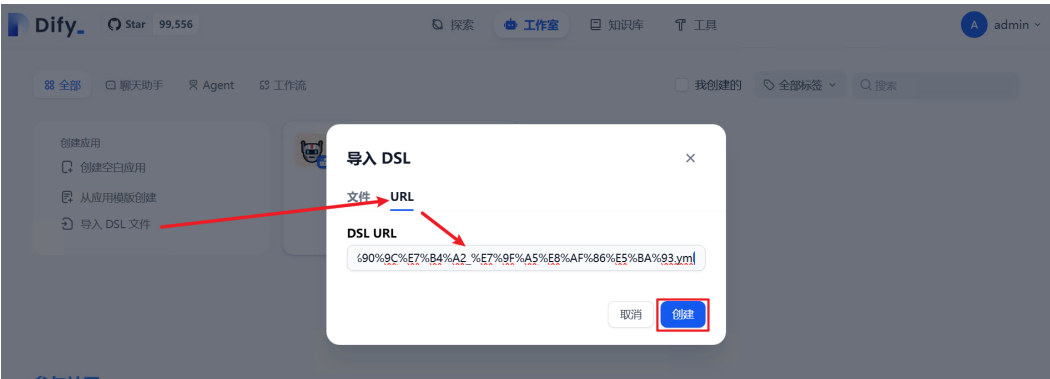 Dify_ Star 99,556 探索 工作室 知识库 工具 A admin
全部 聊天助手 Agent 工作流 我创建的 全部标签 搜索
创建应用
创建空白应用
从应用模版创建
导入 DSL 文件
导入 DSL
文件 URL
DSL URL
%90%9C%E7%B4%A2_%E7%9F%A5%E8%AF%86%E5%BA%93.yml
取消 创建